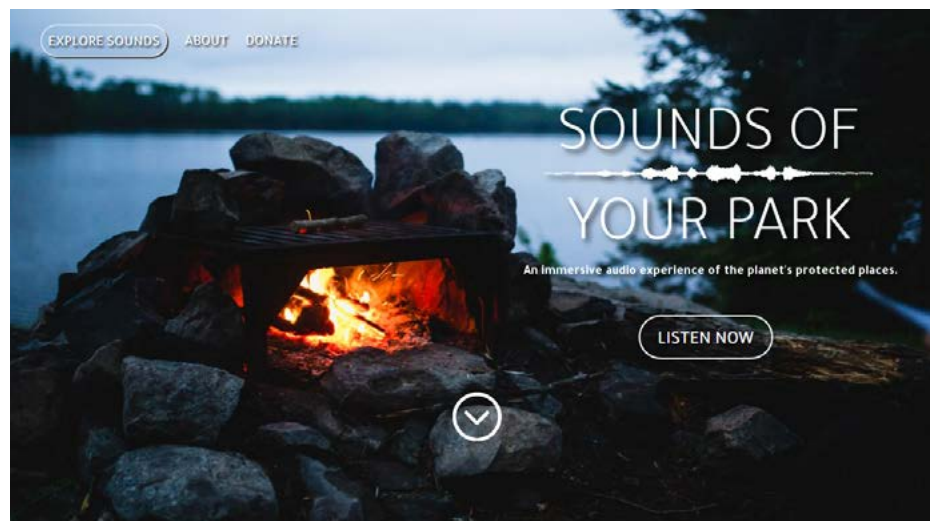 EXPLORE SOUNDS ABOUT DONATE
SOUNDS OF
YOUR PARK
An immersive audio experience of the planet's protected places.
LISTEN NOW